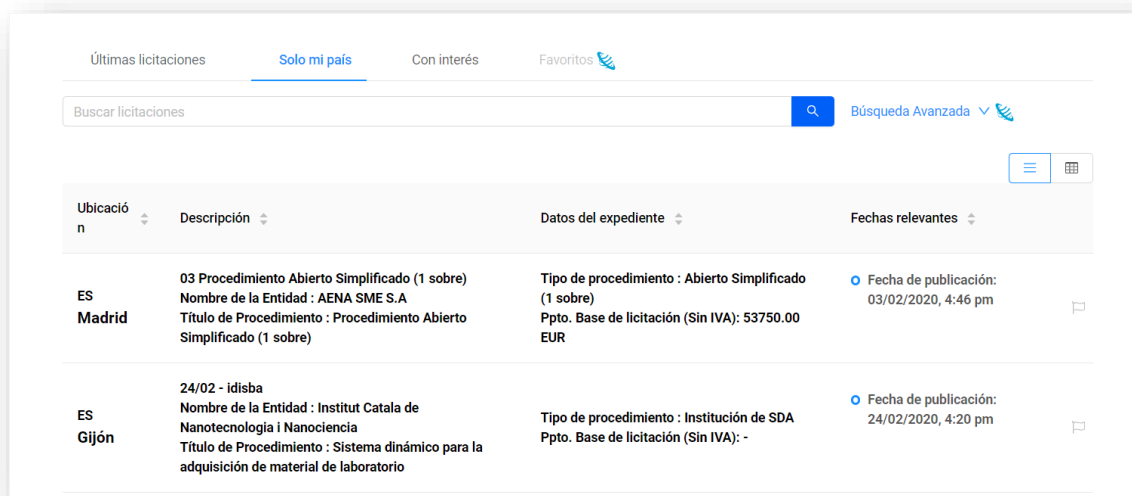 Últimas licitaciones
Solo mi país
Con interés
Favoritos
Buscar licitaciones
Búsqueda Avanzada
Ubicació
n
Descripción
Datos del expediente
Fechas relevantes
ES
Madrid
03 Procedimiento Abierto Simplificado (1 sobre)
Nombre de la Entidad : AENA SME S.A
Título de Procedimiento : Procedimiento Abierto
Simplificado (1 sobre)
Tipo de procedimiento : Abierto Simplificado
(1 sobre)
Ppto. Base de licitación (Sin IVA): 53750.00
EUR
Fecha de publicación:
03/02/2020, 4:46 pm
ES
Gijón
24/02 - idisba
Nombre de la Entidad : Institut Catala de
Nanotecnologia i Nanociencia
Título de Procedimiento : Sistema dinámico para la
adquisición de material de laboratorio
Tipo de procedimiento : Institución de SDA
Ppto. Base de licitación (Sin IVA): -
Fecha de publicación:
24/02/2020, 4:20 pm